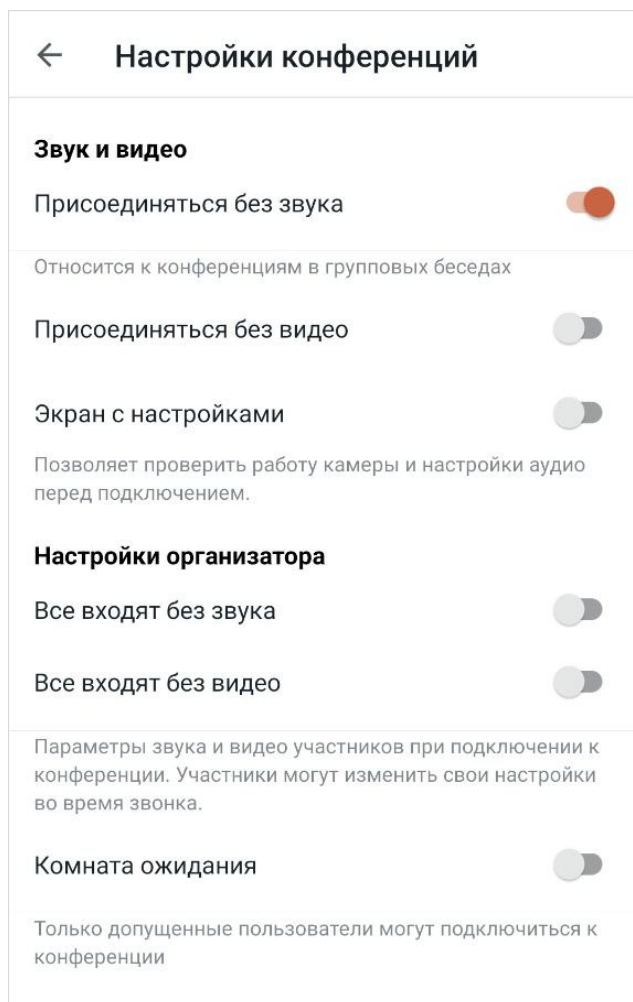 Настройки конференций
Звук и видео
Присоединяться без звука
Относится к конференциям в групповых беседах
Присоединяться без видео
Экран с настройками
Позволяет проверить работу камеры и настройки аудио
перед подключением.
Настройки организатора
Все входят без звука
Все входят без видео
Параметры звука и видео участников при подключении к
конференции. Участники могут изменить свои настройки
во время звонка.
Комната ожидания
Только допущенные пользователи могут подключиться к
конференции